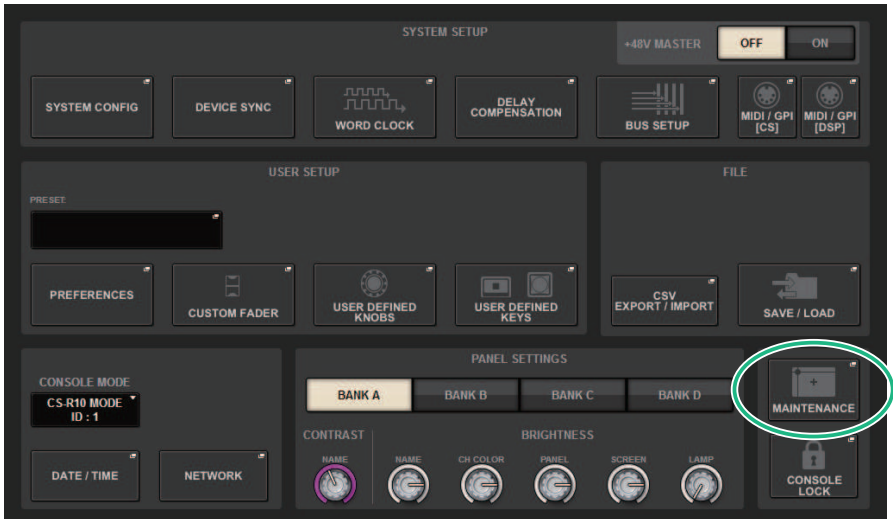 SYSTEM SETUP
+48V MASTER
OFF
ON
SYSTEM CONFIG
DEVICE SYNC
WORD CLOCK
DELAY
COMPENSATION
BUS SETUP
MIDI / GPI
[CS]
MIDI / GPI
[DSP]
USER SETUP
PRESET:
PREFERENCES
CUSTOM FADER
USER DEFINED
KNOBS
USER DEFINED
KEYS
FILE
CSV
EXPORT / IMPORT
SAVE / LOAD
CONSOLE MODE
CS-R10 MODE
ID : 1
DATE / TIME
NETWORK
PANEL SETTINGS
BANK A
BANK B
BANK C
BANK D
CONTRAST
BRIGHTNESS
NAME
NAME
CH COLOR
PANEL
SCREEN
LAMP
MAINTENANCE
CONSOLE
LOCK